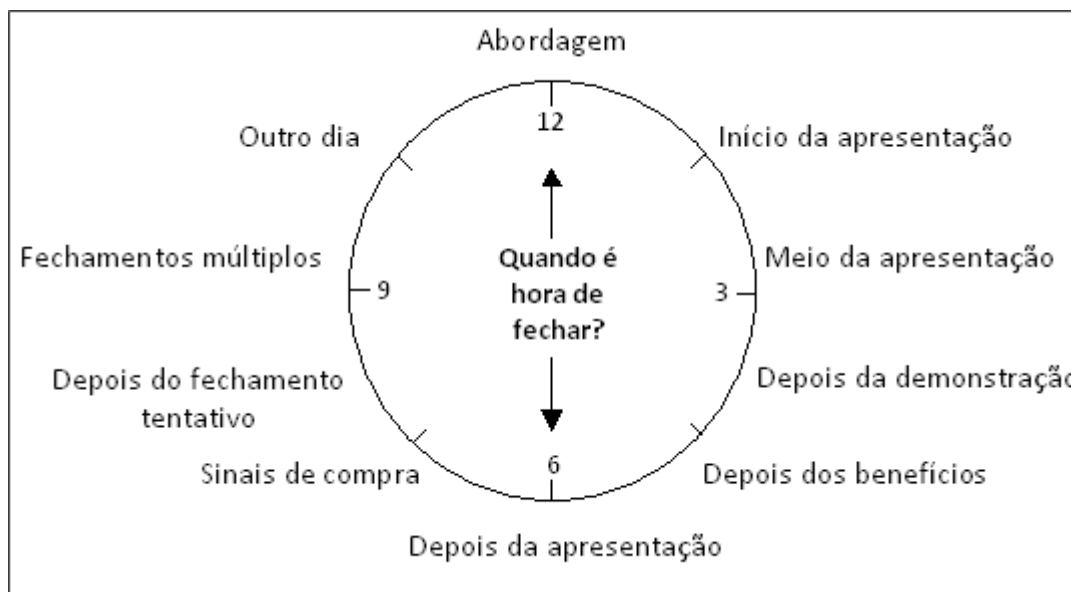 Abordagem
12
Outro dia
Início da apresentação
Fechamentos múltiplos
Quando é
hora de
fechar?
Meio da apresentação
9
3
Depois do fechamento
tentativo
Depois da demonstração
Sinais de compra
6
Depois dos benefícios
Depois da apresentação